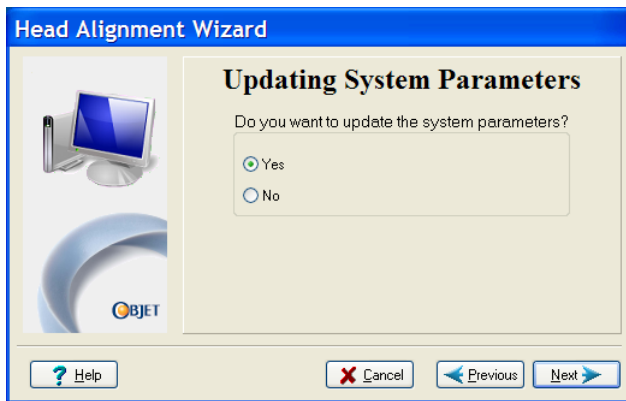 Head Alignment Wizard
Updating System Parameters
Do you want to update the system parameters?
Yes
No
OBJET
? Help
Cancel
Previous
Next